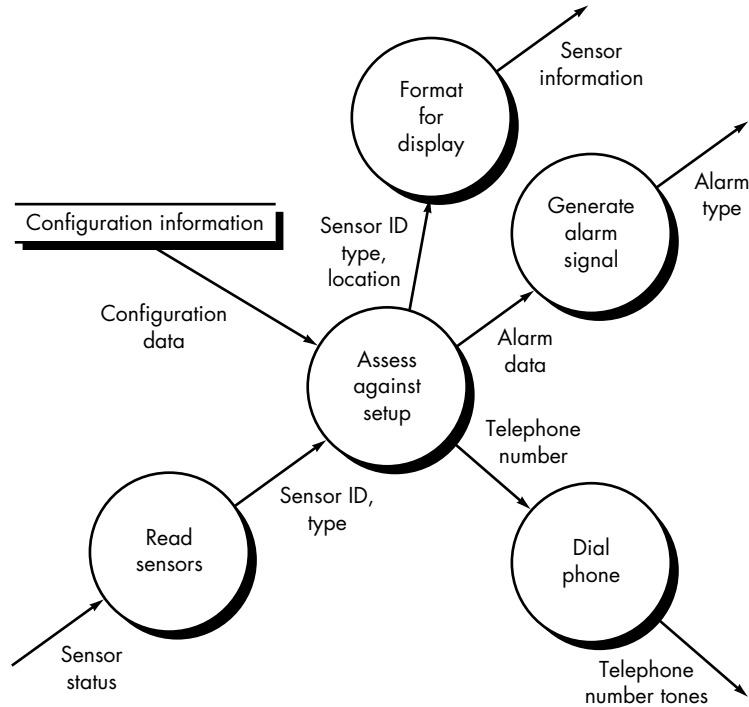 Sensor
information
Format
for
display
Alarm
type
Generate
alarm
signal
Configuration information
Sensor ID
type,
location
Configuration
data
Alarm
data
Assess
against
setup
Telephone
number
Sensor ID,
type
Read
sensors
Dial
phone
Sensor
status
Telephone
number tones